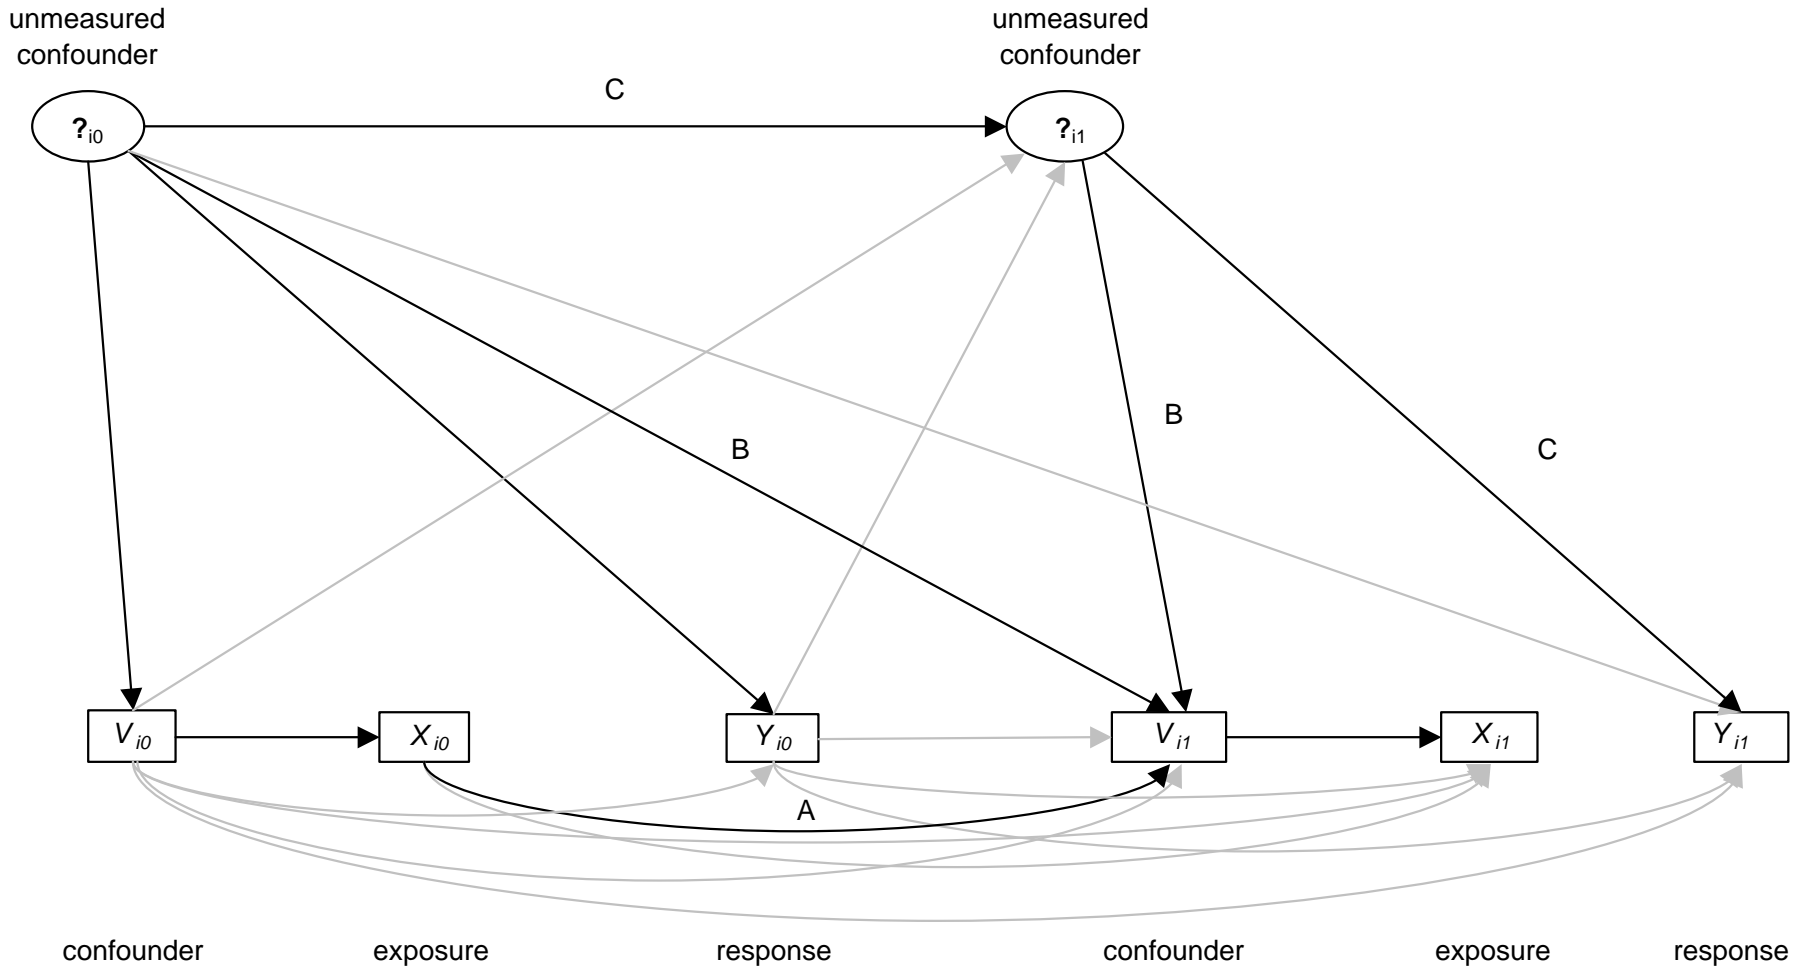 unmeasured
confounder
unmeasured
confounder
C
?i0
?i1
B
B
C
Vi0
Xi0
Yi0
Vi1
Xi1
Yi1
A
confounder
exposure
response
confounder
exposure
response